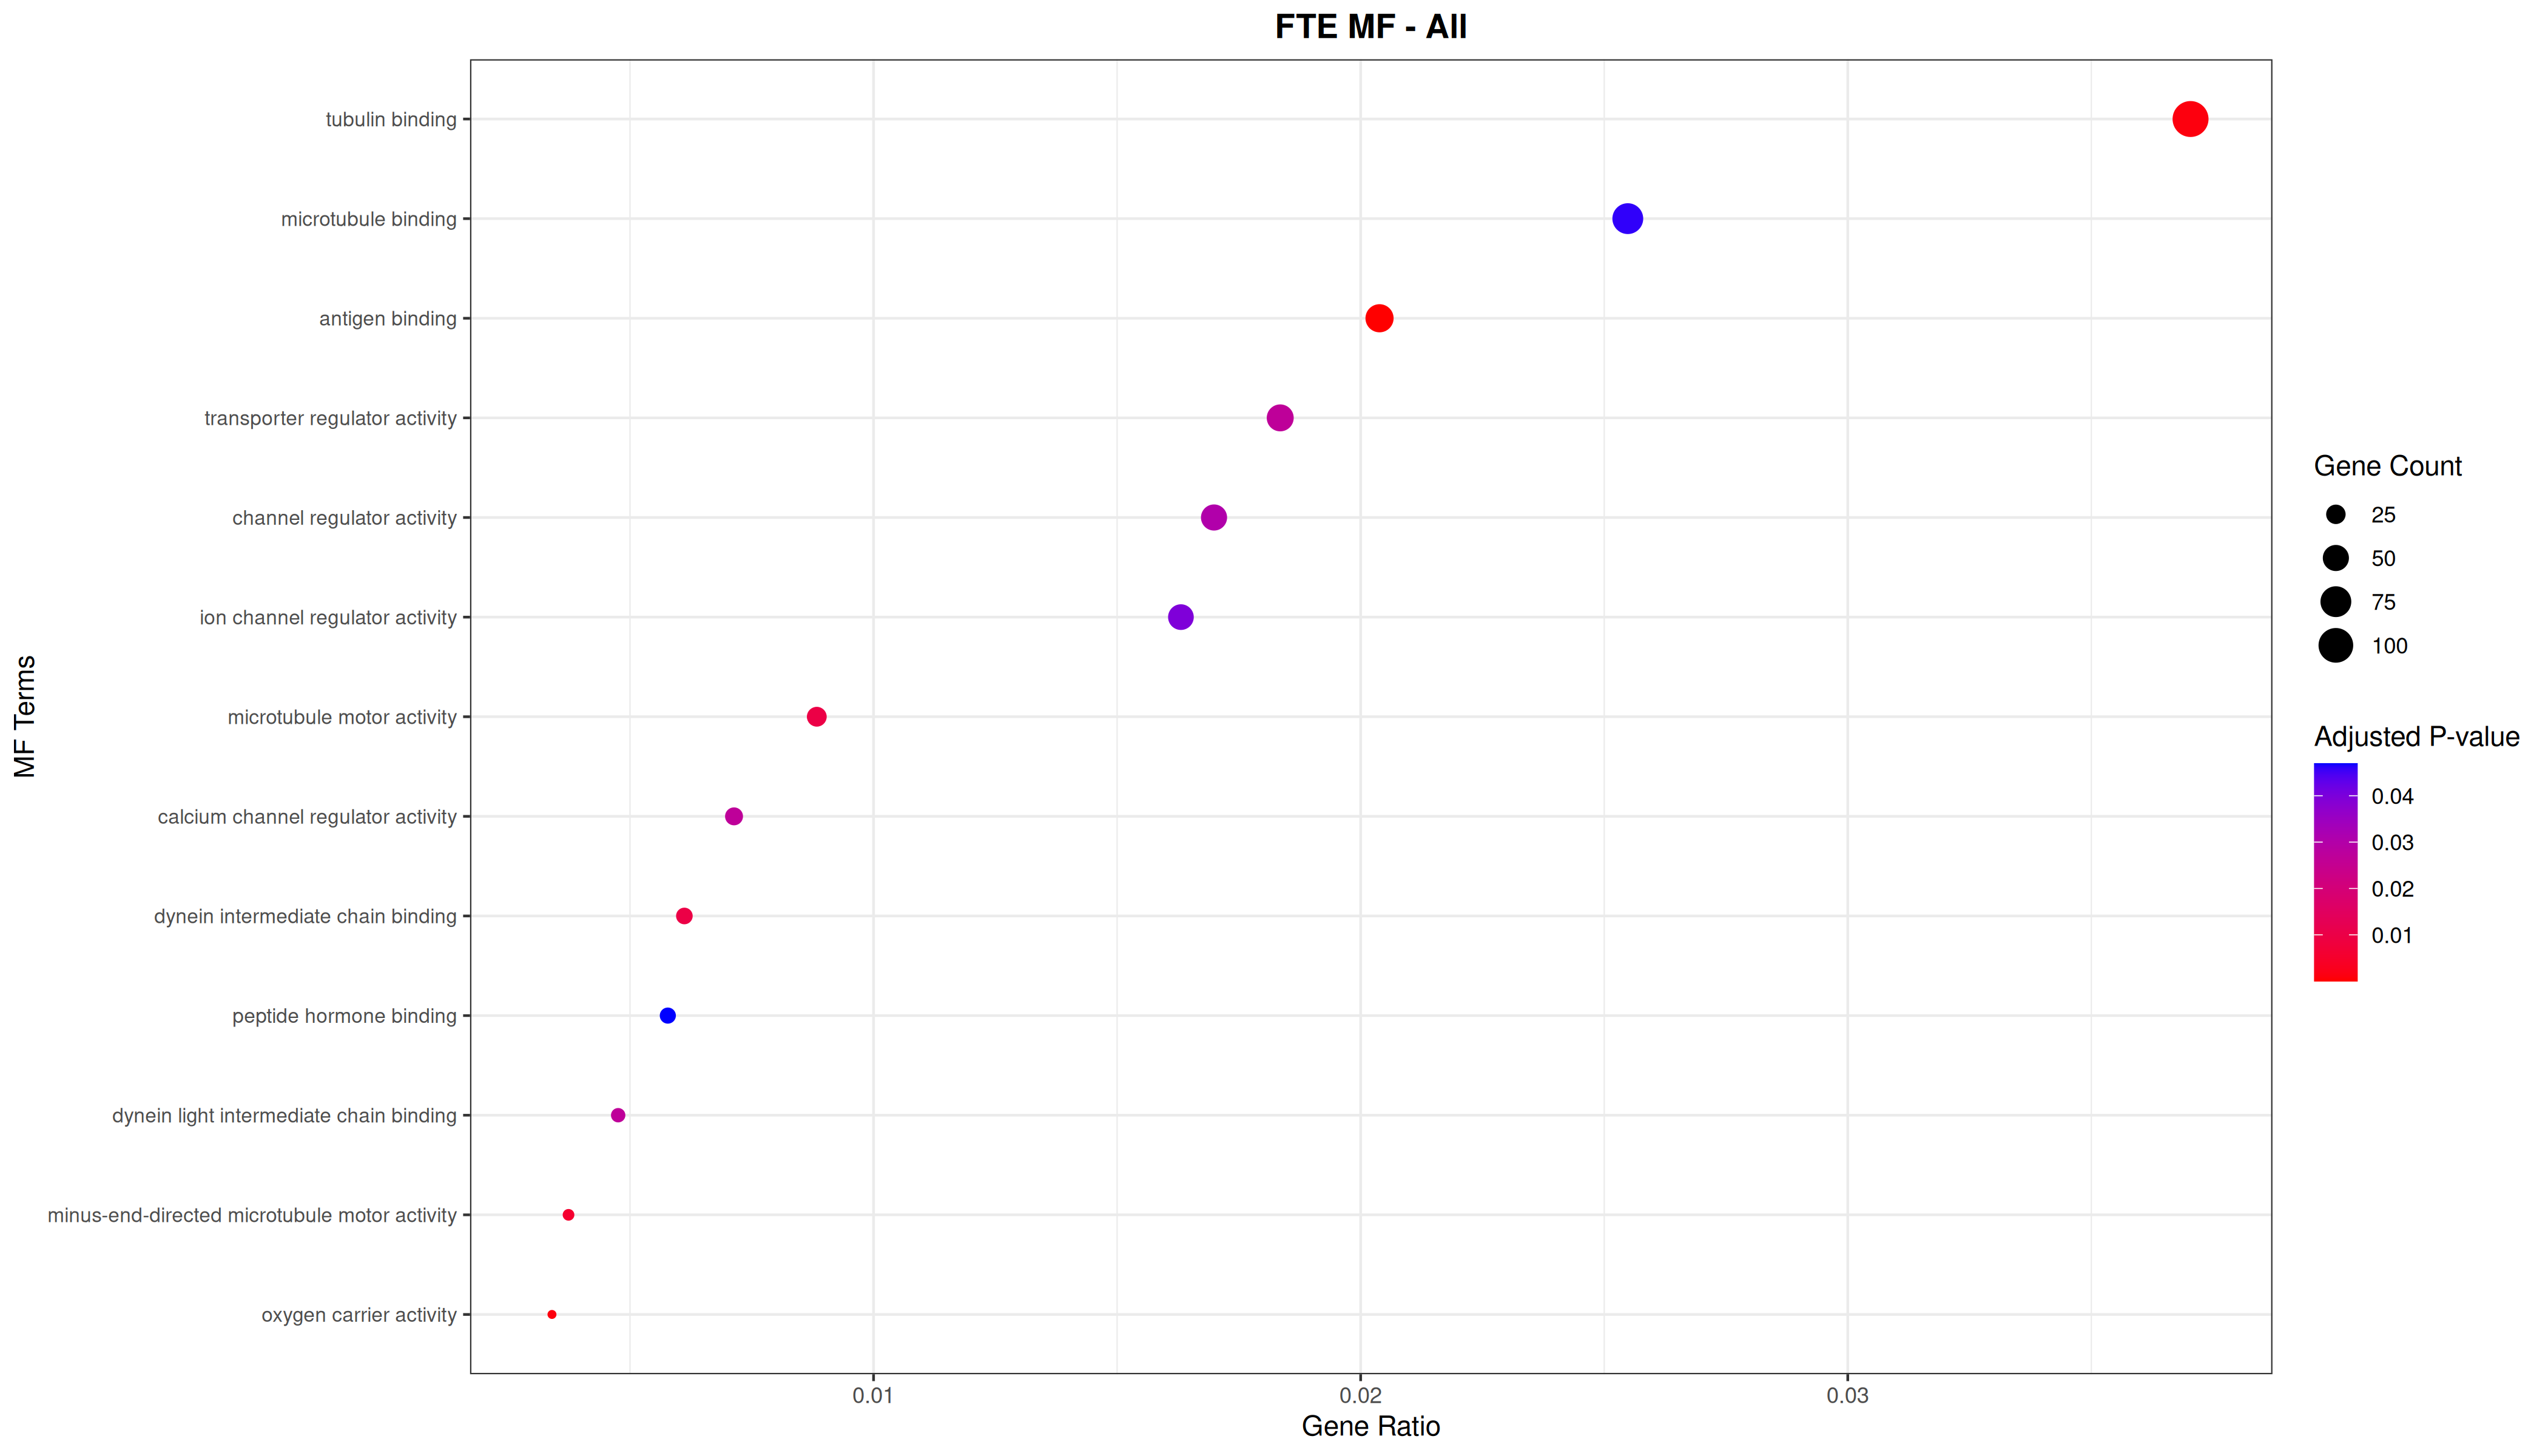 FTE MF - All
tubulin binding
microtubule binding
antigen binding
transporter regulator activity
channel regulator activity
ion channel regulator activity
microtubule motor activity
calcium channel regulator activity
dynein intermediate chain binding
peptide hormone binding
dynein light intermediate chain binding
minus-end-directed microtubule motor activity
oxygen carrier activity
MF Terms
0.01
0.02
0.03
Gene Ratio
Gene Count
25
50
75
100
Adjusted P-value
0.04
0.03
0.02
0.01